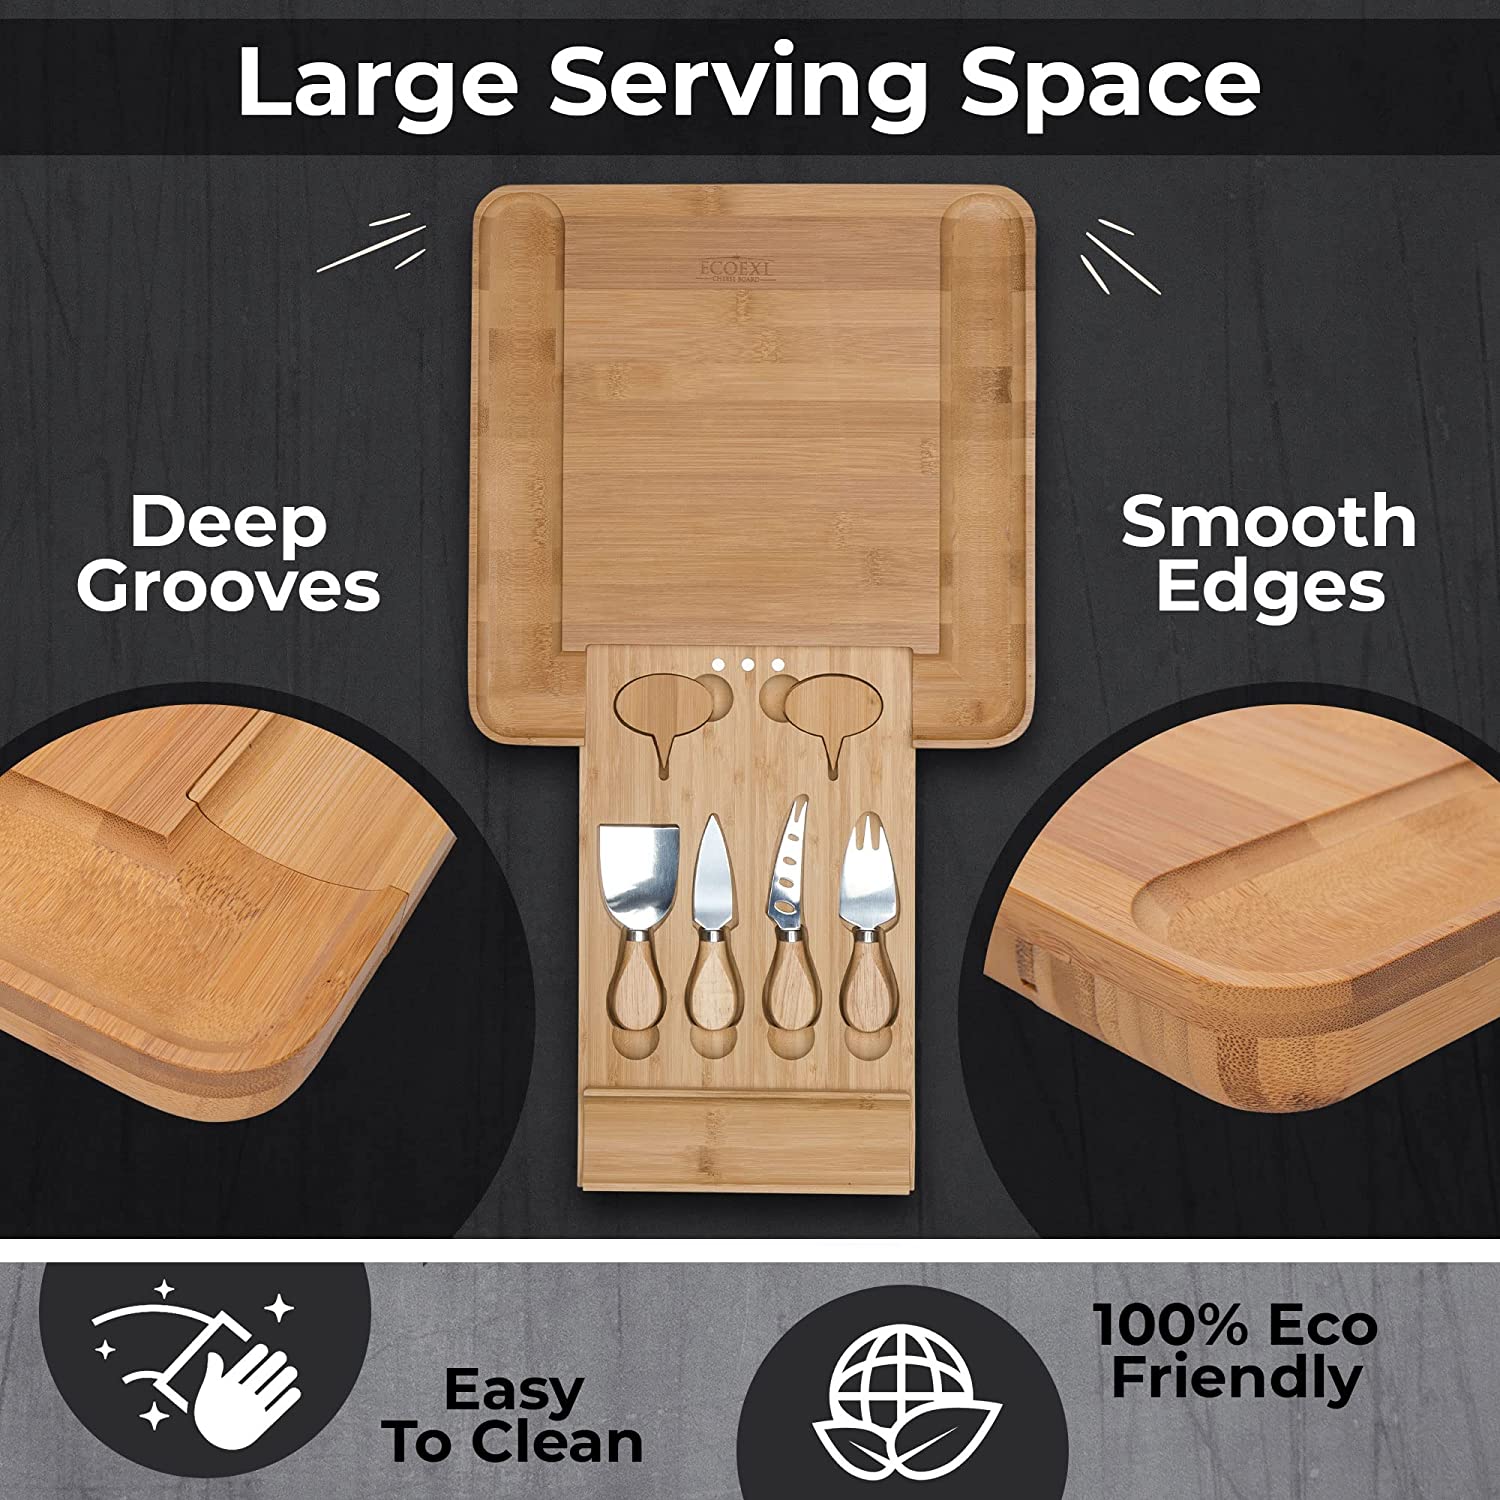 Large Serving Space
ECOEXL
CHEESE BOARD
Deep
Grooves
Smooth
Edges
Easy
To Clean
100% Eco
Friendly